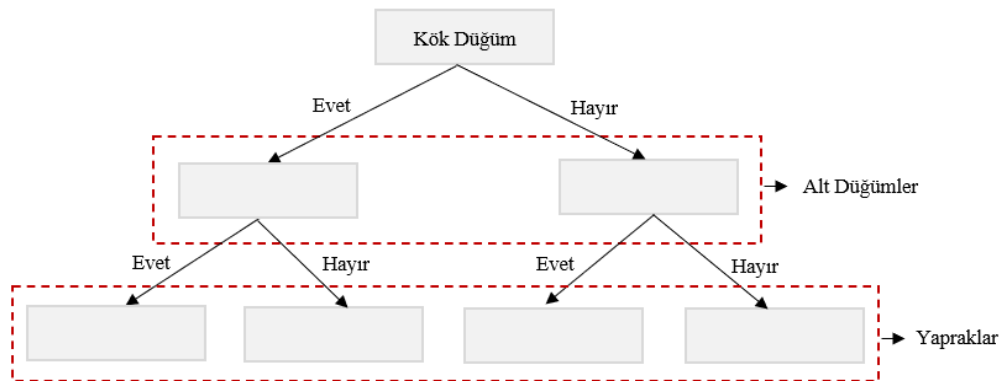 Kök Düğüm
Evet
Hayır
Alt Düğümler
Evet
Hayır
Evet
Hayır
Yapraklar